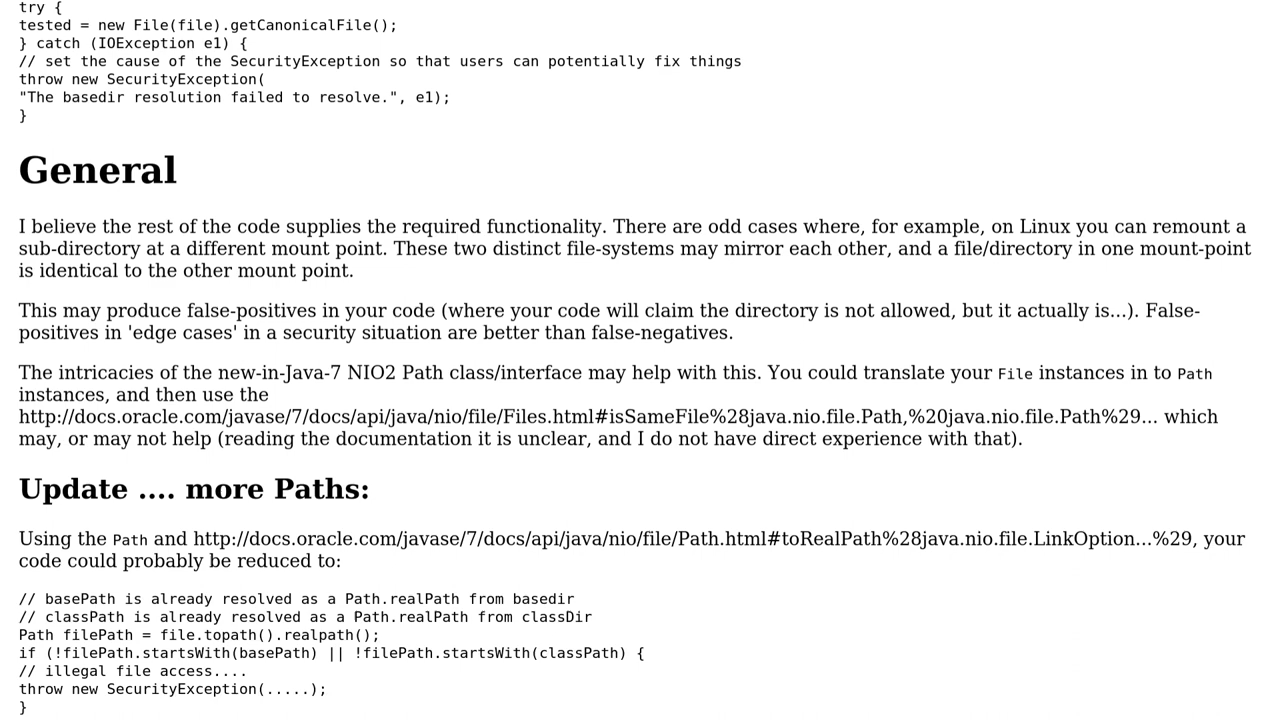 try {
tested = new File(file).getCanonicalFile();
} catch (IOException e1) {
// set the cause of the SecurityException so that users can potentially fix things
throw new SecurityException(
"The basedir resolution failed to resolve.", e1);
}
General
I believe the rest of the code supplies the required functionality. There are odd cases where, for example, on Linux you can remount a
sub-directory at a different mount point. These two distinct file-systems may mirror each other, and a file/directory in one mount-point
is identical to the other mount point.
This may produce false-positives in your code (where your code will claim the directory is not allowed, but it actually is...). False-
positives in 'edge cases' in a security situation are better than false-negatives.
The intricacies of the new-in-Java-7 NIO2 Path class/interface may help with this. You could translate your File instances in to Path
instances, and then use the
http://docs.oracle.com/javase/7/docs/api/java/nio/file/Files.html#isSameFile%28java.nio.file.Path,%20java.nio.file.Path%29... which
may, or may not help (reading the documentation it is unclear, and I do not have direct experience with that).
Update .... more Paths:
Using the Path and http://docs.oracle.com/javase/7/docs/api/java/nio/file/Path.html#toRealPath%28java.nio.file.LinkOption...%29, your
code could probably be reduced to:
// basePath is already resolved as a Path.realPath from basedir
// classPath is already resolved as a Path.realPath from classDir
Path filePath = file.topath().realpath();
if (!filePath.startsWith(basePath) || !filePath.startsWith(classPath) {
// illegal file access....
throw new SecurityException(.....);
}